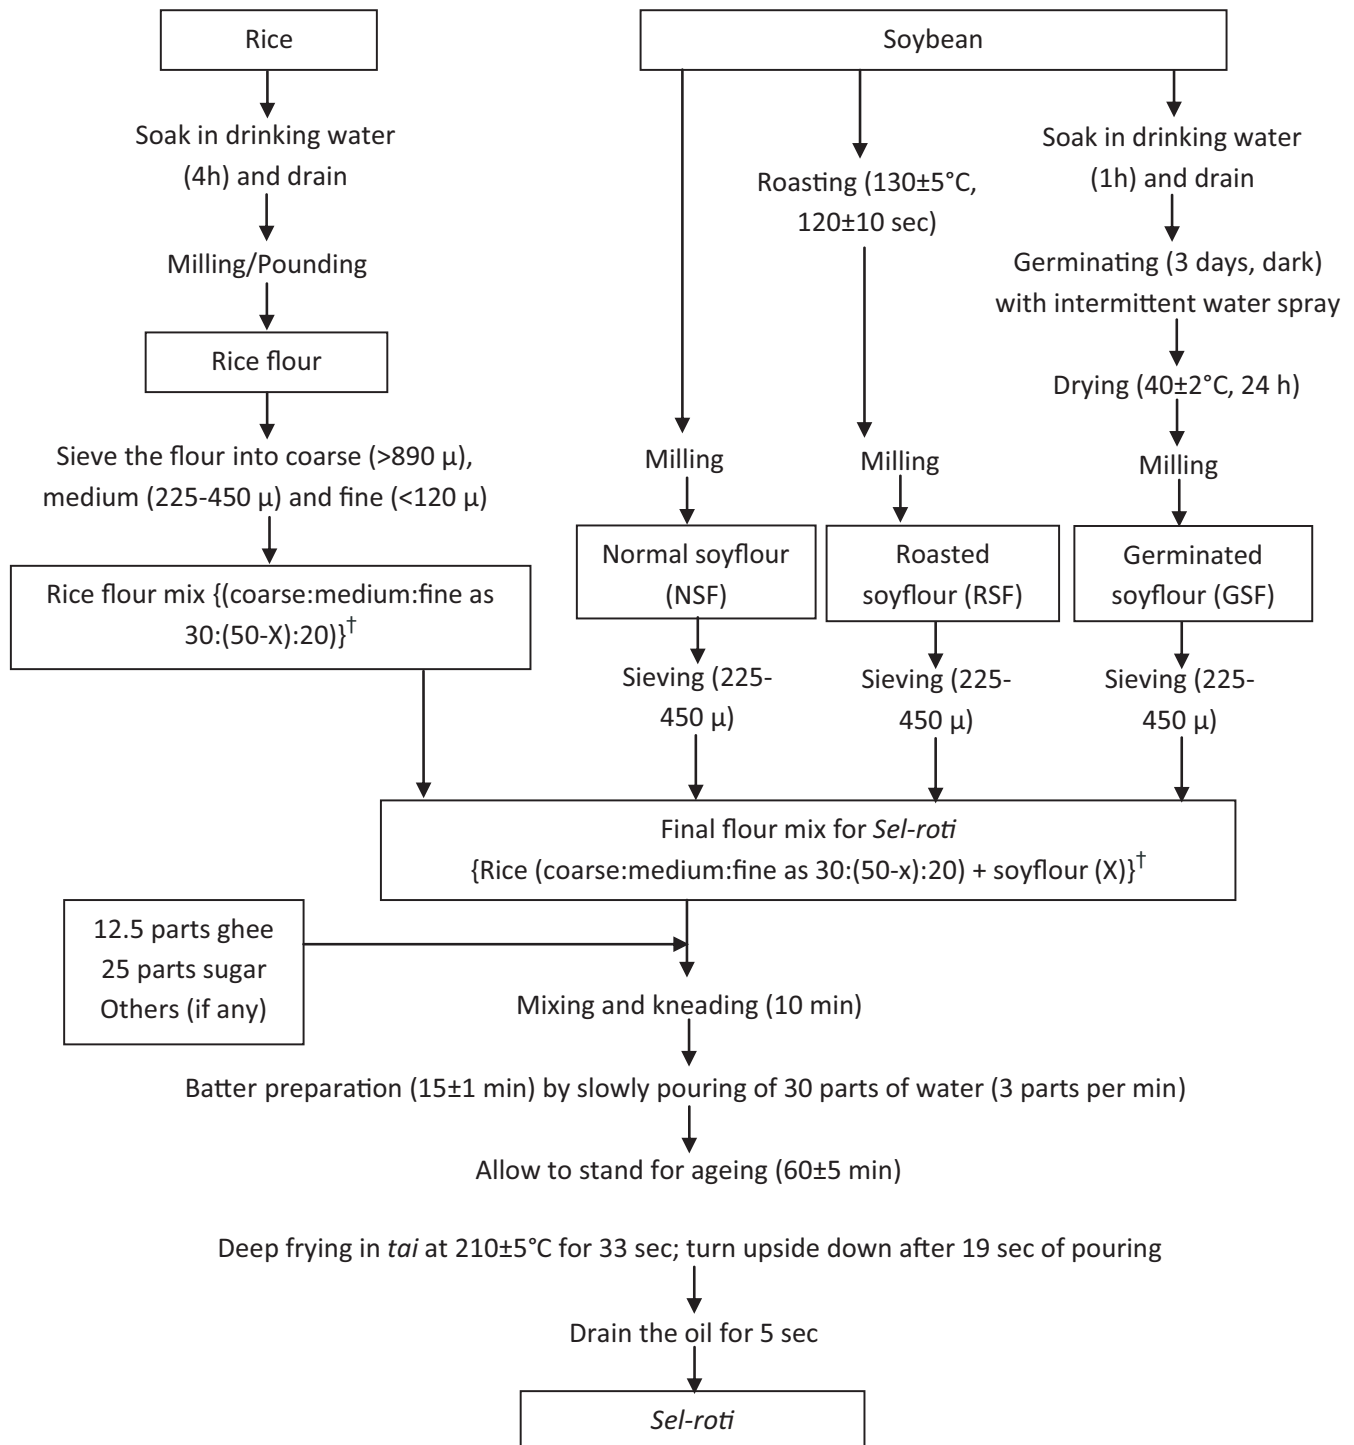 Rice
Soak in drinking water
(4h) and drain
Milling/Pounding
Rice flour
Sieve the flour into coarse (>890 µ),
medium (225-450 µ) and fine (<120 µ)
Rice flour mix {(coarse:medium:fine as
30:(50-X):20)}†
Soybean
Milling
Normal soyflour
(NSF)
Sieving (225-
450 µ)
Roasting (130±5°C,
120±10 sec)
Milling
Roasted
soyflour (RSF)
Sieving (225-
450 µ)
Soak in drinking water
(1h) and drain
Germinating (3 days, dark)
with intermittent water spray
Drying (40±2°C, 24 h)
Milling
Germinated
soyflour (GSF)
Sieving (225-
450 µ)
Final flour mix for Sel-roti
{Rice (coarse:medium:fine as 30:(50-x):20) + soyflour (X)}†
12.5 parts ghee
25 parts sugar
Others (if any)
Mixing and kneading (10 min)
Batter preparation (15±1 min) by slowly pouring of 30 parts of water (3 parts per min)
Allow to stand for ageing (60±5 min)
Deep frying in tai at 210±5°C for 33 sec; turn upside down after 19 sec of pouring
Drain the oil for 5 sec
Sel-roti